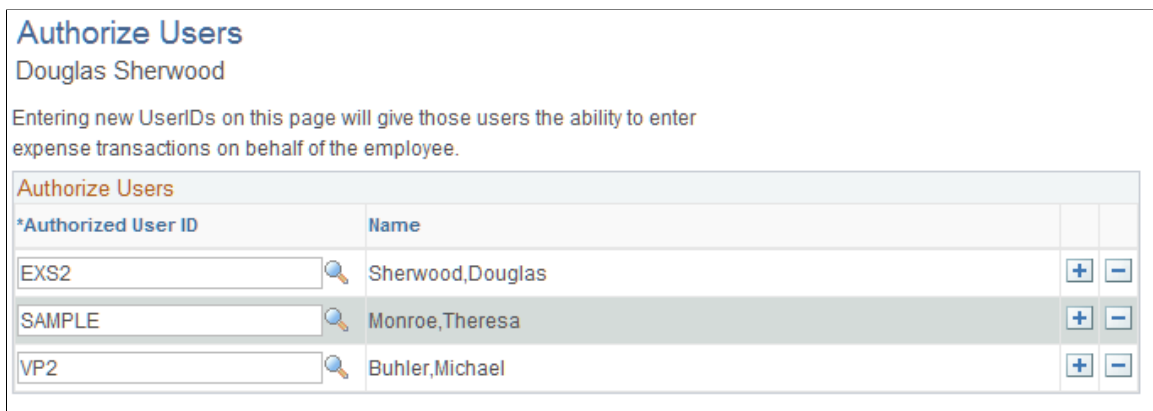 Authorize Users
Douglas Sherwood
Entering new UserIDs on this page will give those users the ability to enter
expense transactions on behalf of the employee.
Authorize Users
*Authorized User ID Name
EXS2 Sherwood,Douglas
SAMPLE Monroe,Theresa
VP2 Buhler,Michael